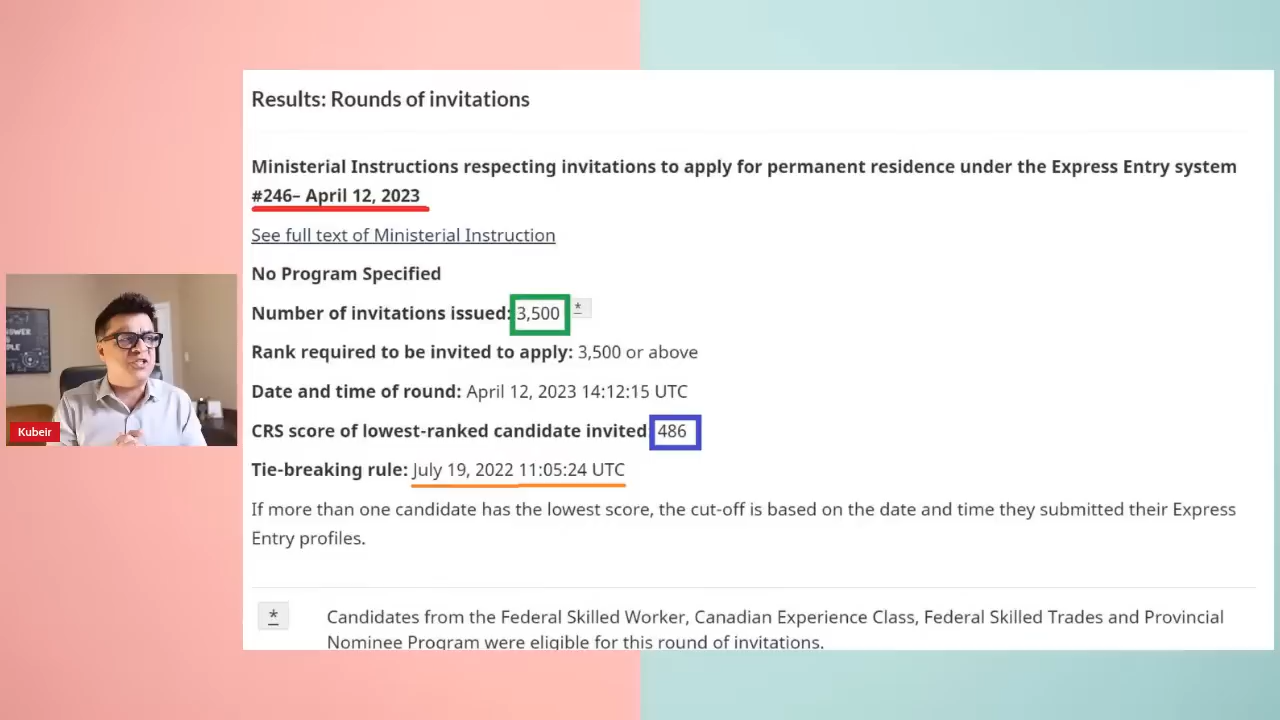 Results: Rounds of invitations
Ministerial Instructions respecting invitations to apply for permanent residence under the Express Entry system
#246– April 12, 2023
See full text of Ministerial Instruction
No Program Specified
Number of invitations issued: 3,500 *
Rank required to be invited to apply: 3,500 or above
Date and time of round: April 12, 2023 14:12:15 UTC
CRS score of lowest-ranked candidate invited 486
Tie-breaking rule: July 19, 2022 11:05:24 UTC
If more than one candidate has the lowest score, the cut-off is based on the date and time they submitted their Express
Entry profiles.
* Candidates from the Federal Skilled Worker, Canadian Experience Class, Federal Skilled Trades and Provincial
Nominee Program were eligible for this round of invitations.
Kubeir